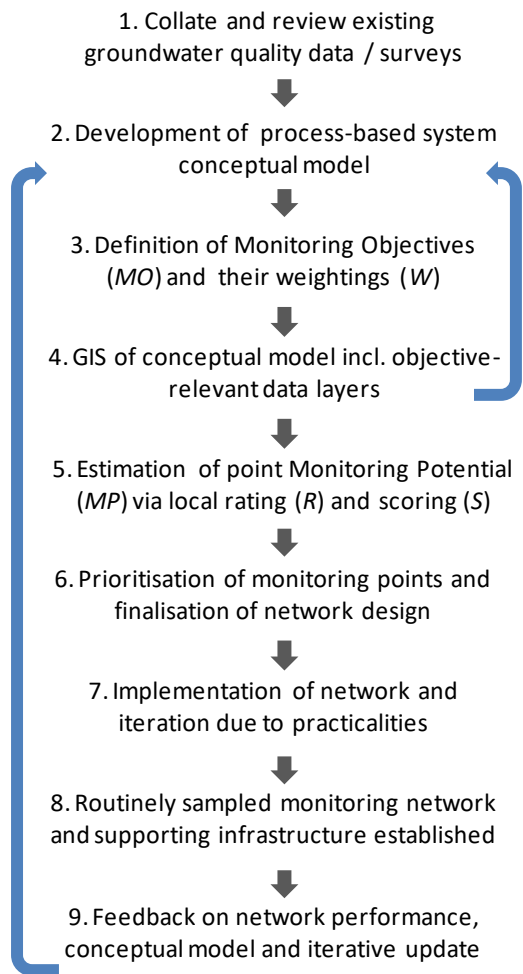 1. Collate and review existing
groundwater quality data / surveys
2. Development of process-based system
conceptual model
3. Definition of Monitoring Objectives
(MO) and their weightings (W)
4. GIS of conceptual model incl. objective-
relevant data layers
5. Estimation of point Monitoring Potential
(MP) via local rating (R) and scoring (S)
6. Prioritisation of monitoring points and
finalisation of network design
7. Implementation of network and
iteration due to practicalities
8. Routinely sampled monitoring network
and supporting infrastructure established
9. Feedback on network performance,
conceptual model and iterative update